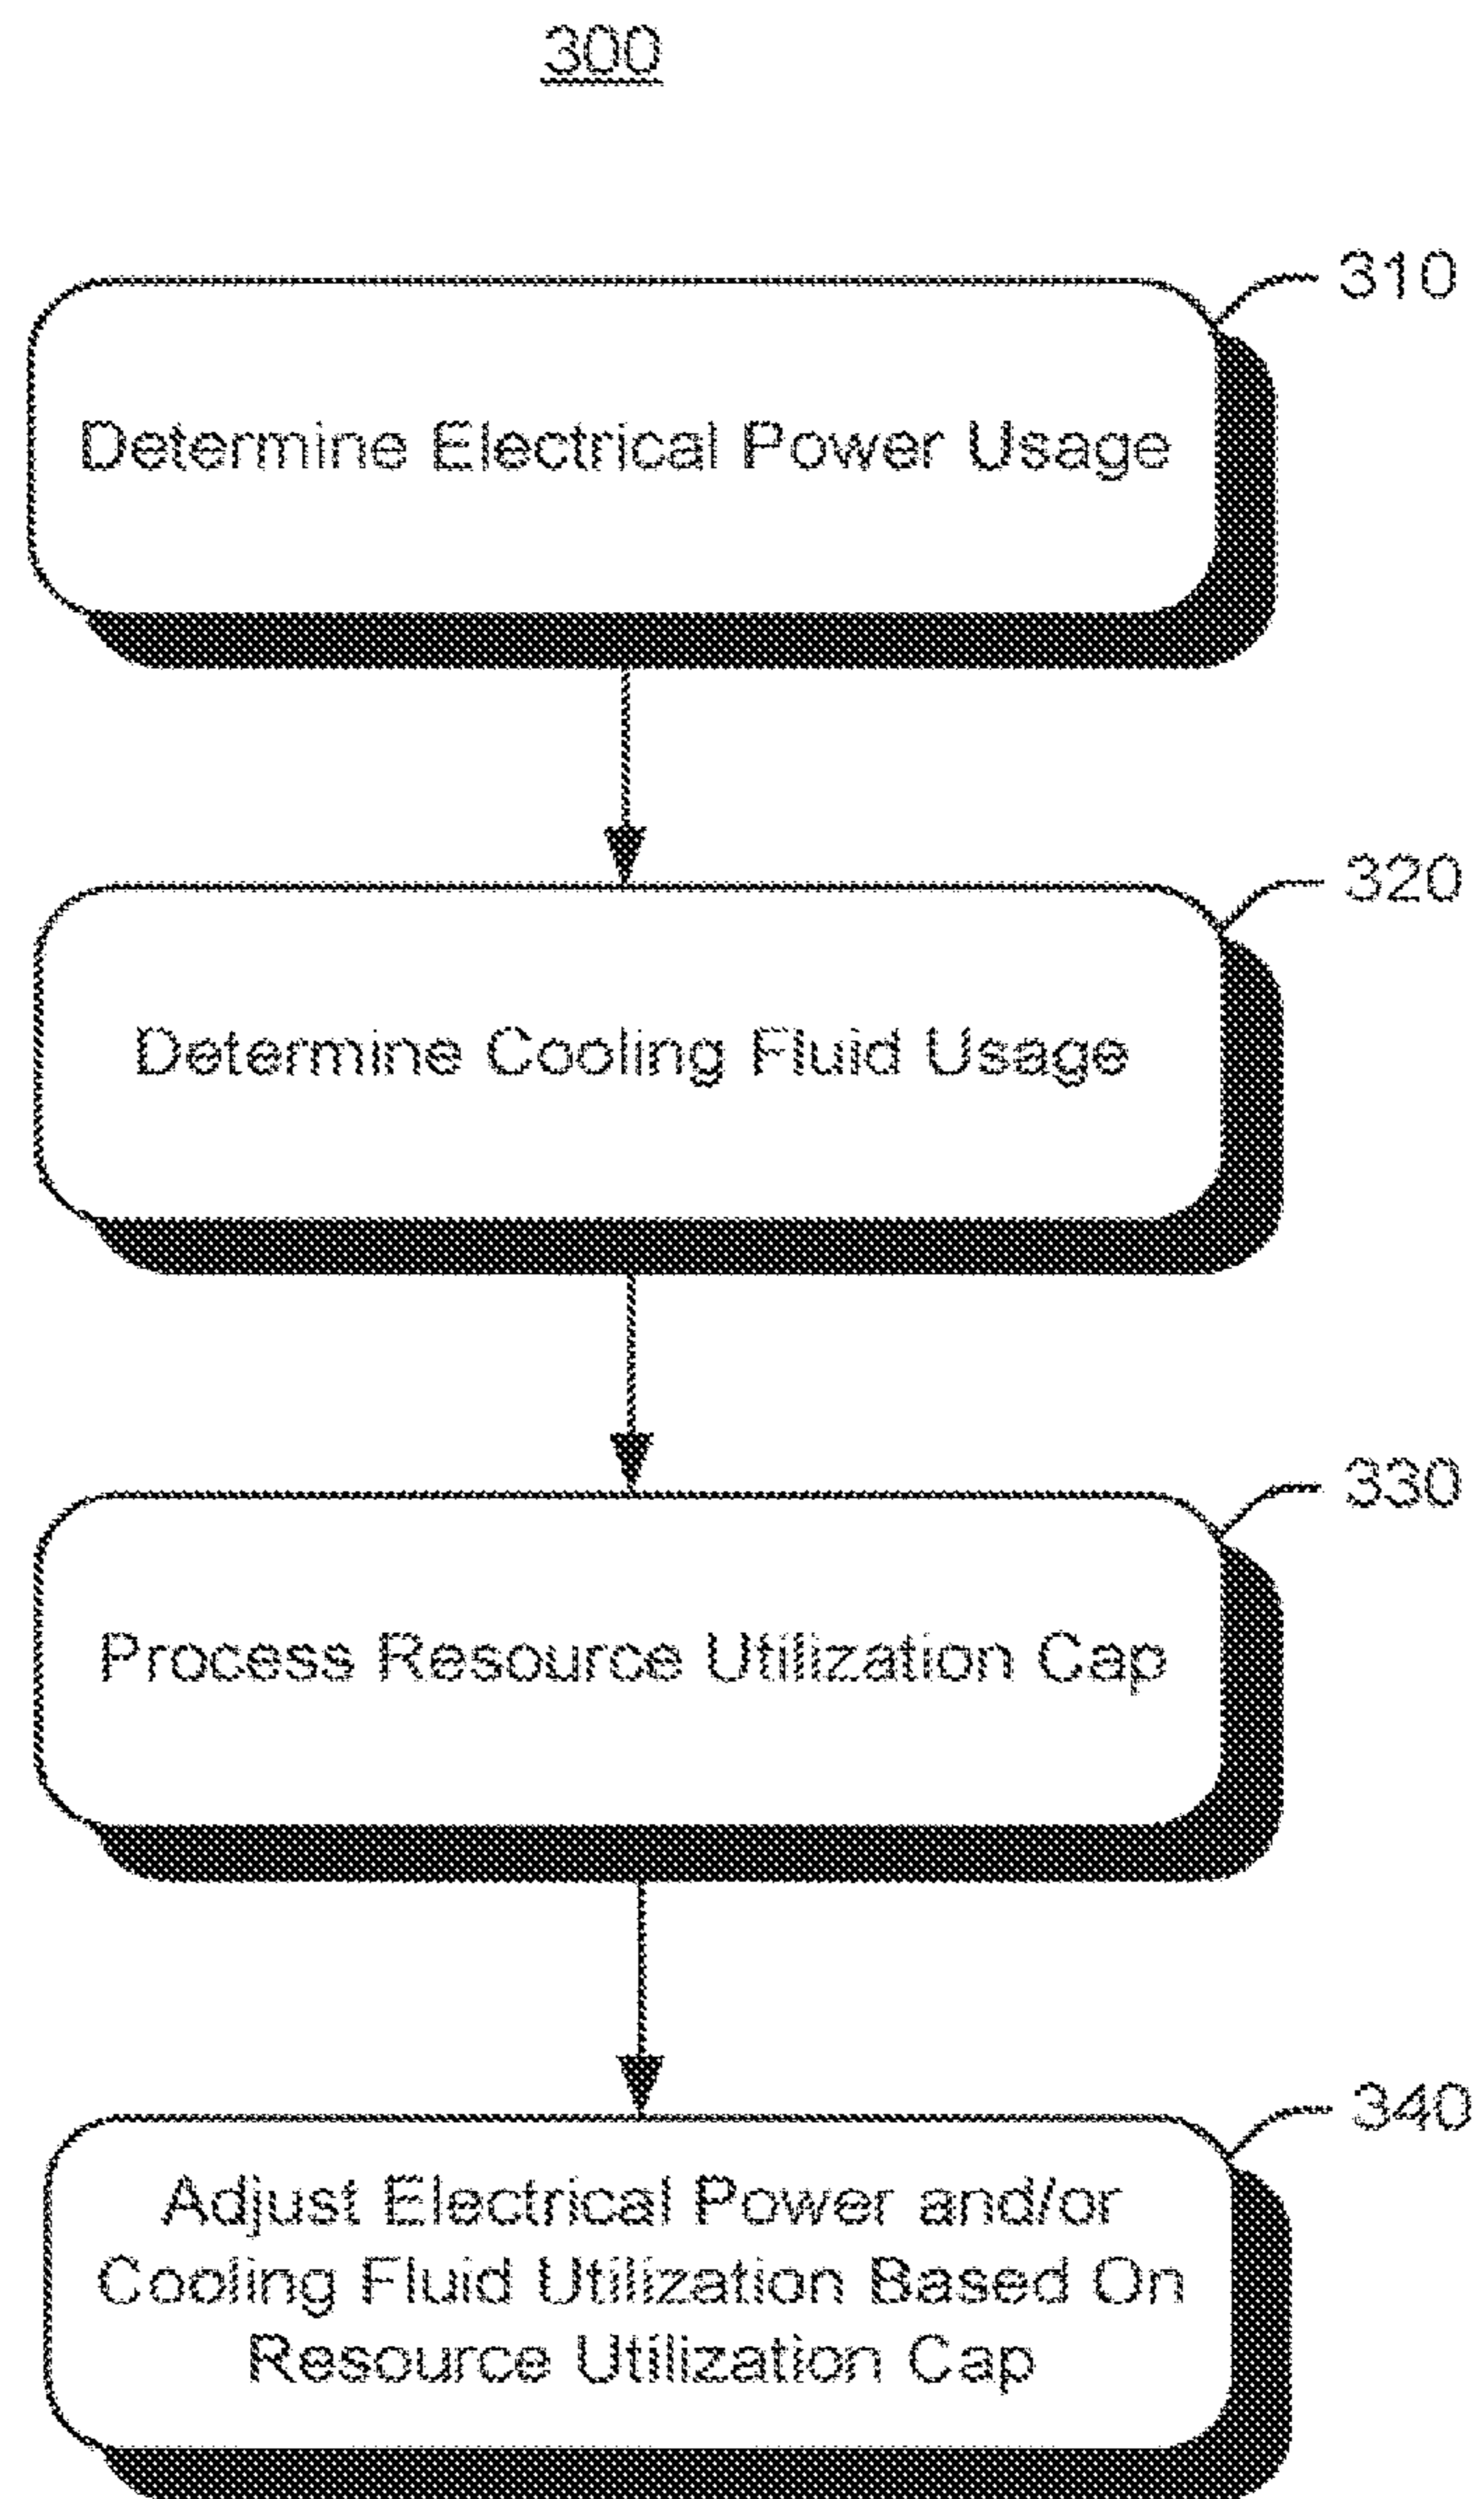 300
310
Determine Electrical Power Usage
320
Determine Cooling Fluid Usage
330
Process Resource Utilization Cap
340
Adjust Electrical Power and/or
Cooling Fluid Utilization Based On
Resource Utilization Cap